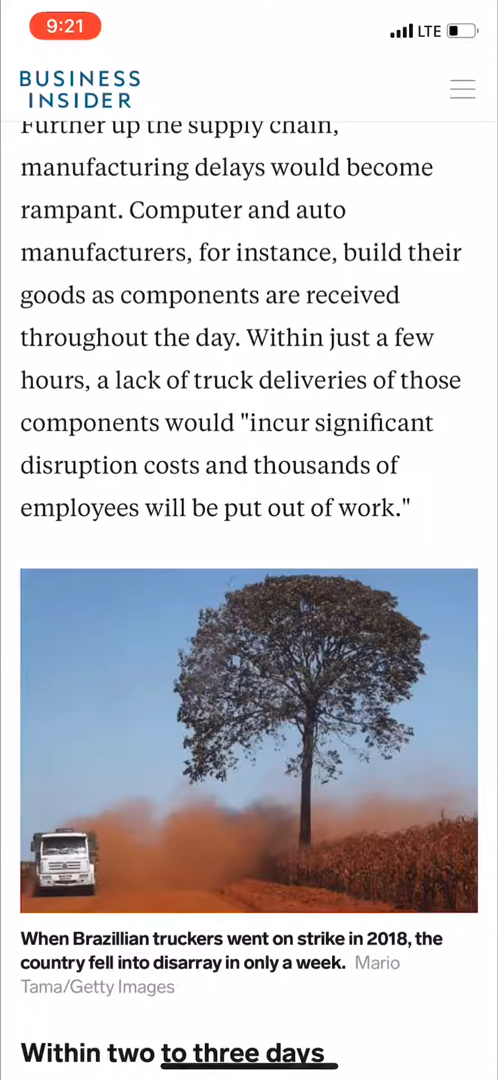 9:21
LTE
BUSINESS
INSIDER
Further up the supply chain,
manufacturing delays would become
rampant. Computer and auto
manufacturers, for instance, build their
goods as components are received
throughout the day. Within just a few
hours, a lack of truck deliveries of those
components would "incur significant
disruption costs and thousands of
employees will be put out of work."
When Brazillian truckers went on strike in 2018, the
country fell into disarray in only a week. Mario
Tama/Getty Images
Within two to three days